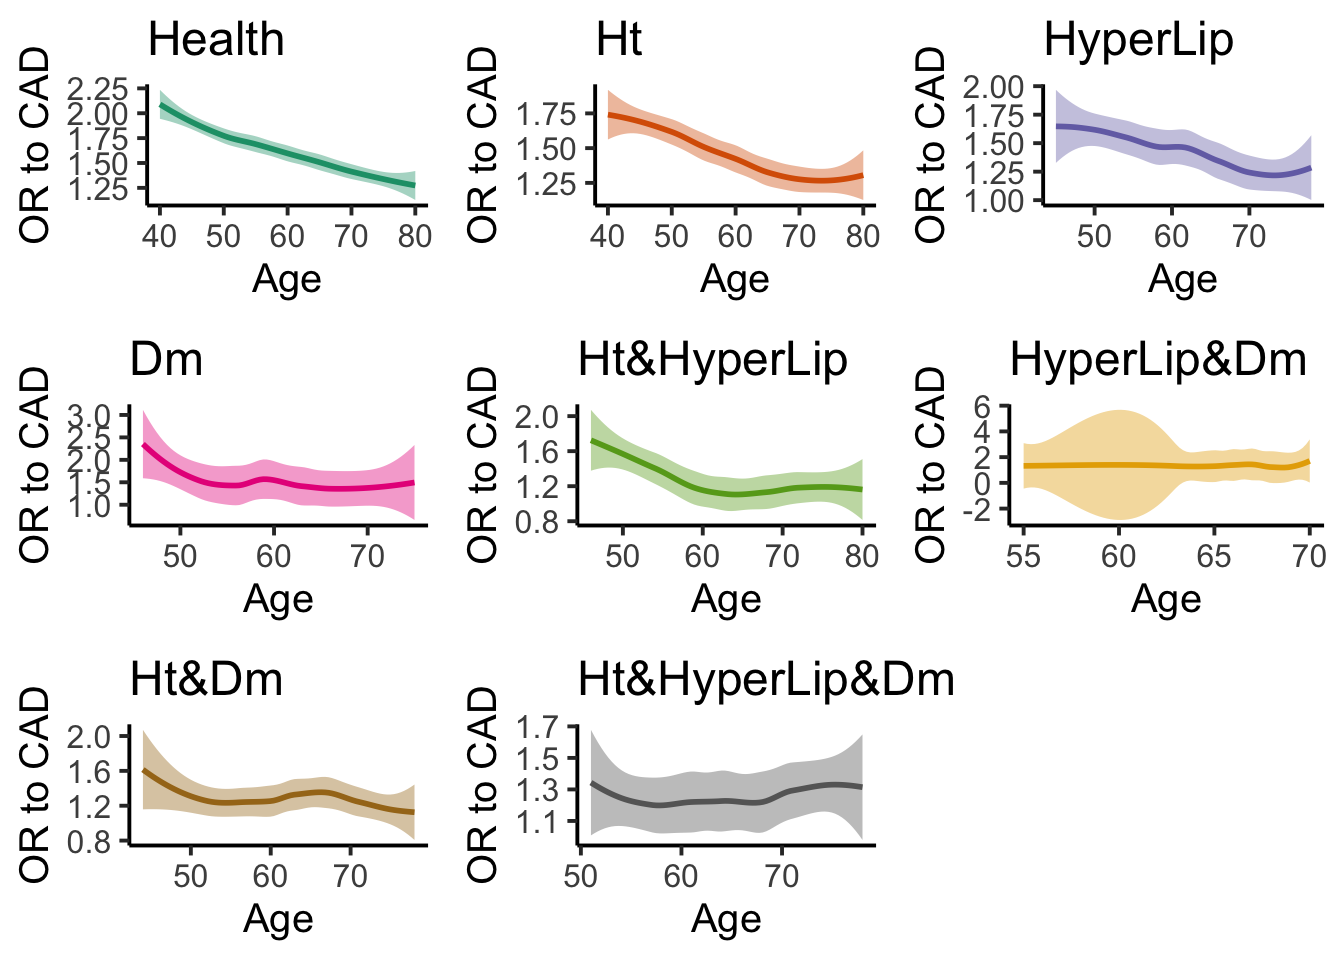 Health
OR to CAD
2.25
2.00
1.75
1.50
1.25
40 50 60 70 80
Age
Ht
OR to CAD
1.75
1.50
1.25
40 50 60 70 80
Age
HyperLip
OR to CAD
2.00
1.75
1.50
1.25
1.00
50 60 70
Age
Dm
OR to CAD
3.0
2.5
2.0
1.5
1.0
50 60 70
Age
Ht&HyperLip
OR to CAD
2.0
1.6
1.2
0.8
50 60 70 80
Age
HyperLip&Dm
OR to CAD
6
4
2
0
-2
55 60 65 70
Age
Ht&Dm
OR to CAD
2.0
1.6
1.2
0.8
50 60 70
Age
Ht&HyperLip&Dm
OR to CAD
1.7
1.5
1.3
1.1
50 60 70
Age